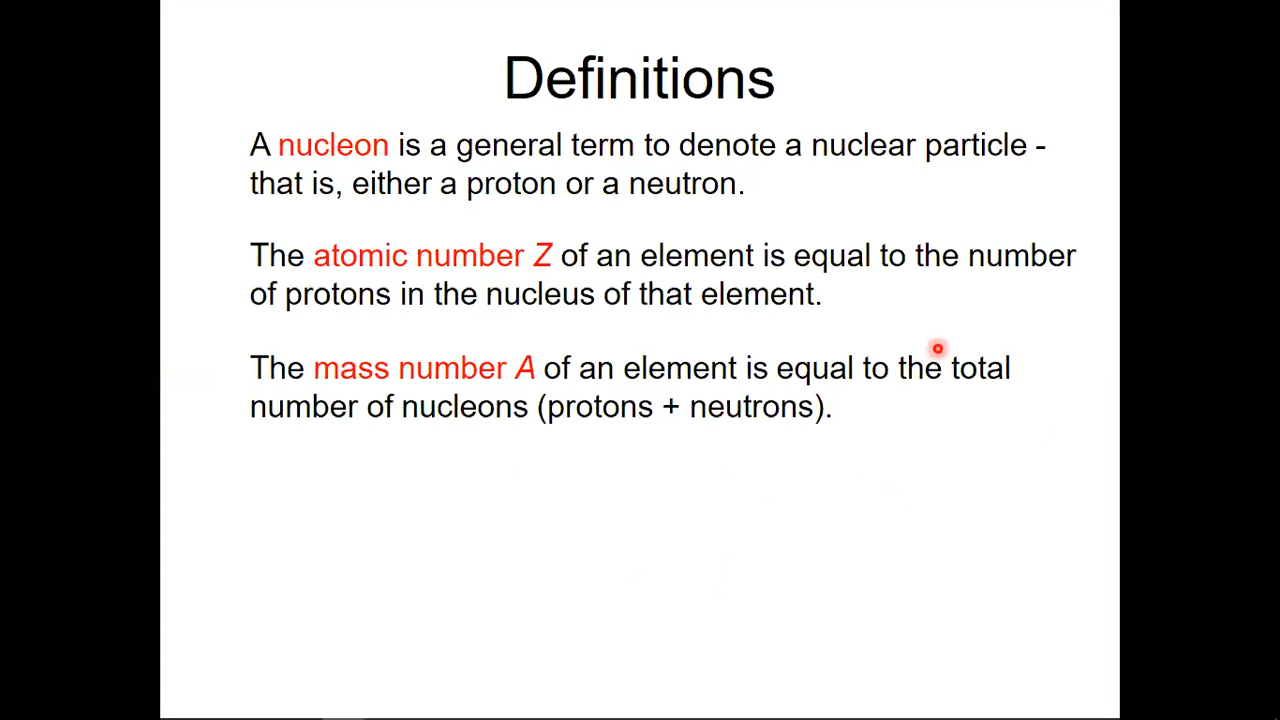 Definitions
A nucleon is a general term to denote a nuclear particle -
that is, either a proton or a neutron.
The atomic number Z of an element is equal to the number
of protons in the nucleus of that element.
The mass number A of an element is equal to the total
number of nucleons (protons + neutrons).